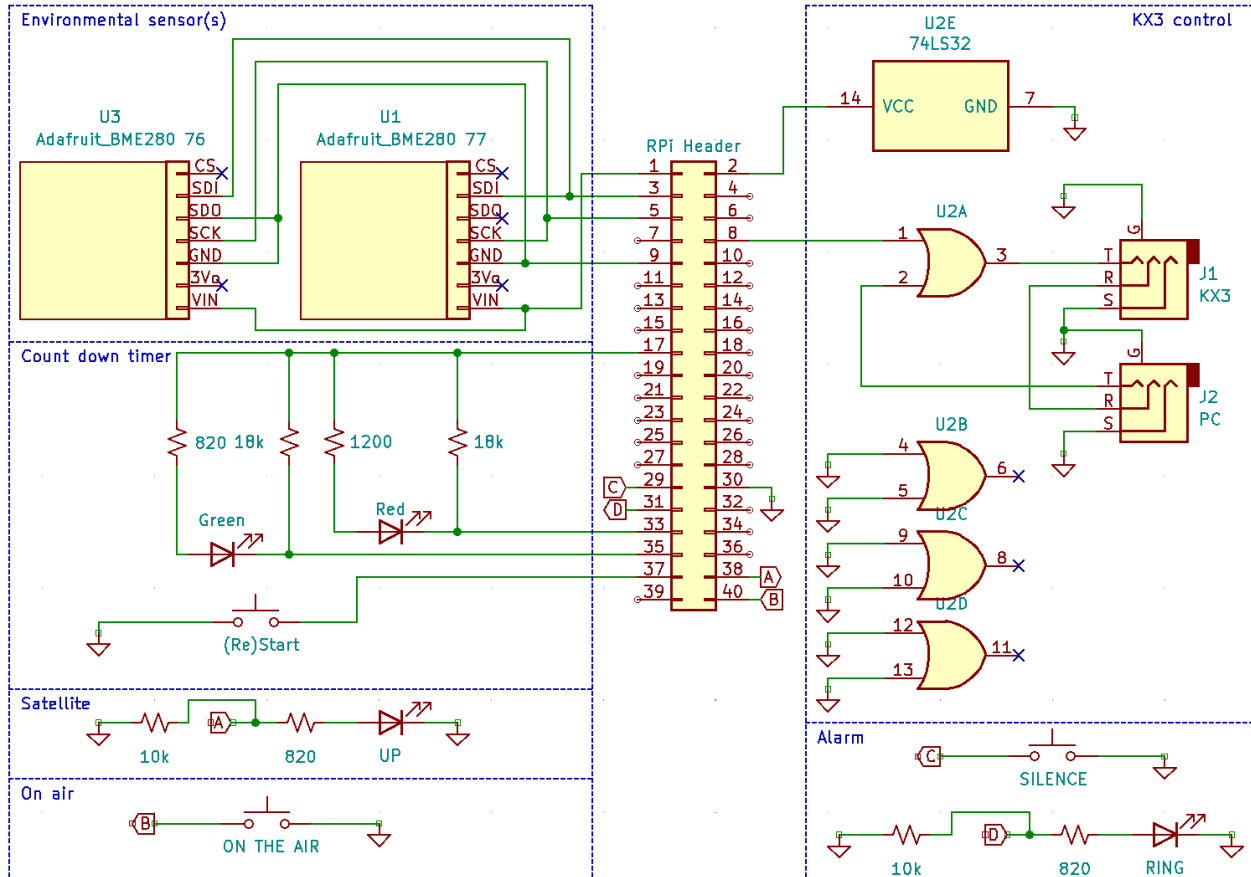 Environmental sensor(s)
U3
Adafruit_BME280 76
CS
SDI
SDO
SCK
GND
3Vo
VIN
U1
Adafruit_BME280 77
CS
SDI
SDO
SCK
GND
3Vo
VIN
Count down timer
820
18k
1200
18k
Green
Red
(Re)Start
Satellite
10k
A
820
UP
On air
B
ON THE AIR
RPi Header
1 2
3 4
5 6
7 8
9 10
11 12
13 14
15 16
17 18
19 20
21 22
23 24
25 26
27 28
C 29 30
D 31 32
33 34
35 36
37 38 A
39 40 B
KX3 control
U2E
74LS32
14 VCC GND 7
U2A
1
2
3
G
T
R
S
J1
KX3
G
T
R
S
J2
PC
U2B
4
5
6
U2C
9
10
8
U2D
12
13
11
Alarm
C
SILENCE
10k
D
820
RING